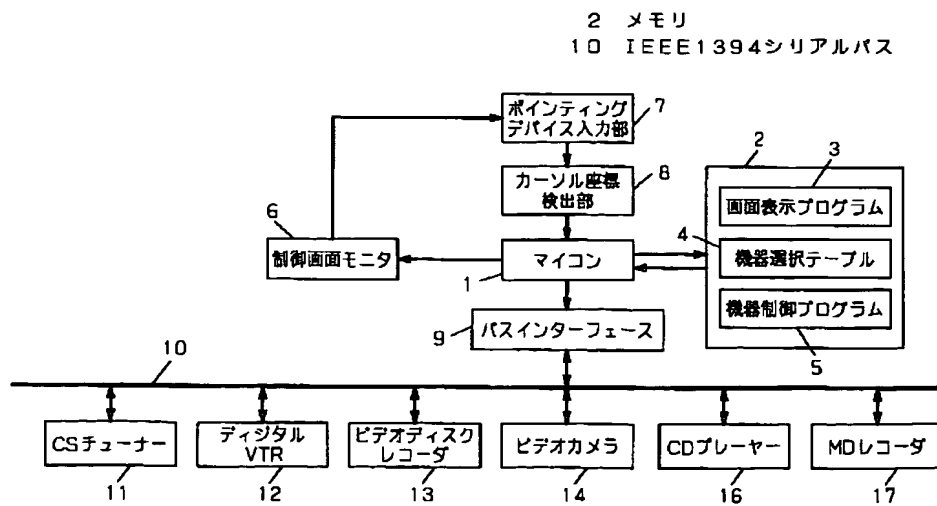 2 メモリ
10 IEEE1394シリアルバス
ポインティング
デバイス入力部
7
カーソル座標
検出部
8
2
3
画面表示プログラム
4
機器選択テーブル
機器制御プログラム
5
6
制御画面モニタ
マイコン
1
バスインターフェース
9
10
CSチューナー
ディジタル
VTR
ビデオディスク
レコーダ
ビデオカメラ
CDプレーヤー
MDレコーダ
11
12
13
14
16
17